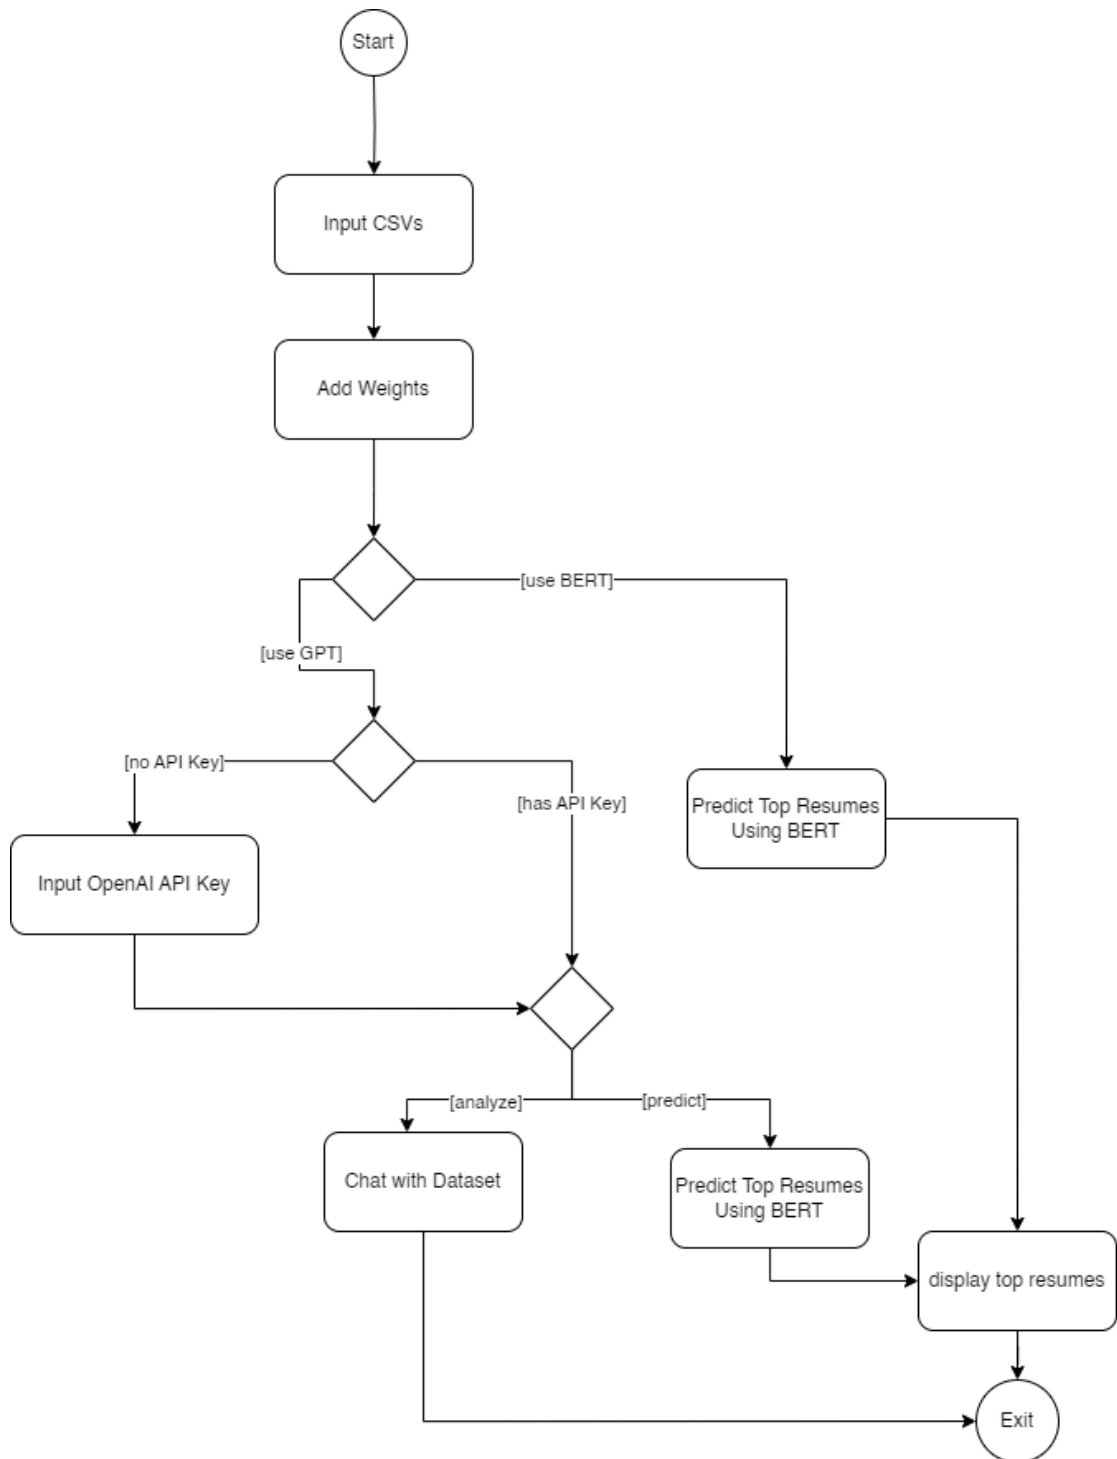 Start
Input CSVs
Add Weights
[use BERT]
[use GPT]
[no API Key]
[has API Key]
Predict Top Resumes
Using BERT
Input OpenAI API Key
[analyze]
[predict]
Chat with Dataset
Predict Top Resumes
Using BERT
display top resumes
Exit